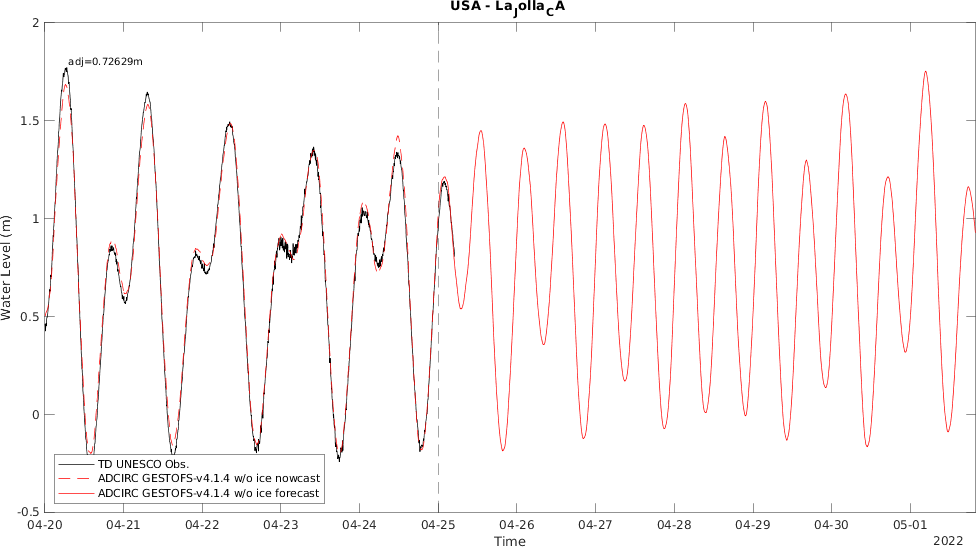 USA - LaJollaCA
adj=0.72629m
2
1.5
1
0.5
0
-0.5
Water Level (m)
TD UNESCO Obs.
ADCIRC GESTOFS-v4.1.4 w/o ice nowcast
ADCIRC GESTOFS-v4.1.4 w/o ice forecast
04-20 04-21 04-22 04-23 04-24 04-25 04-26 04-27 04-28 04-29 04-30 05-01
Time
2022